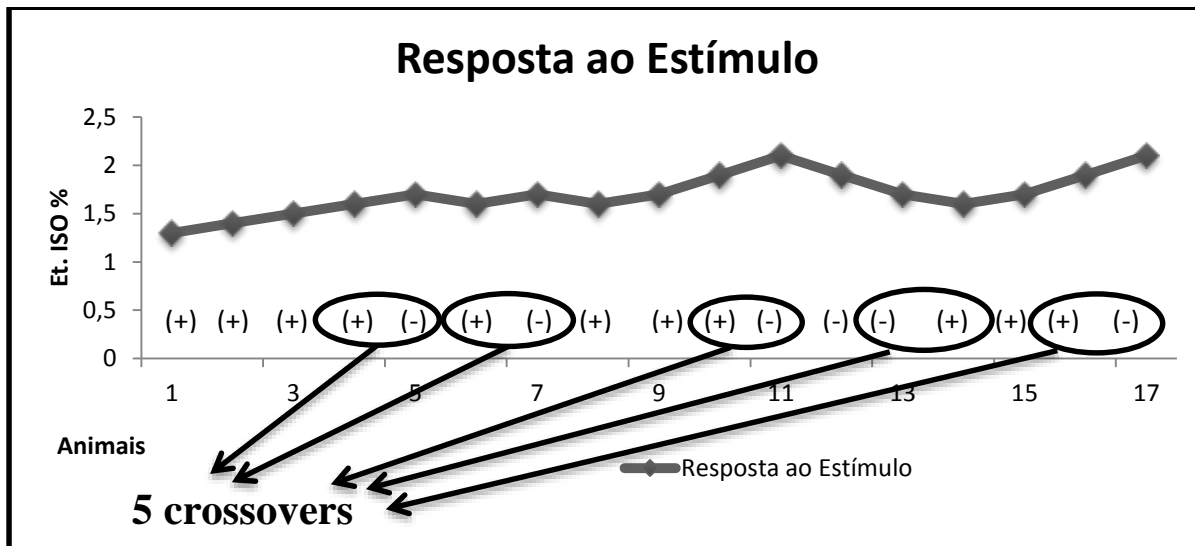 Resposta ao Estímulo
2,5
2
1,5
1
0,5
0
Et. ISO %
(+) (+) (+) (+) (-) (+) (-) (+) (+) (+) (-) (-) (-) (+) (+) (+) (-)
1 3 5 7 9 11 13 15 17
Animais
Resposta ao Estímulo
5 crossovers